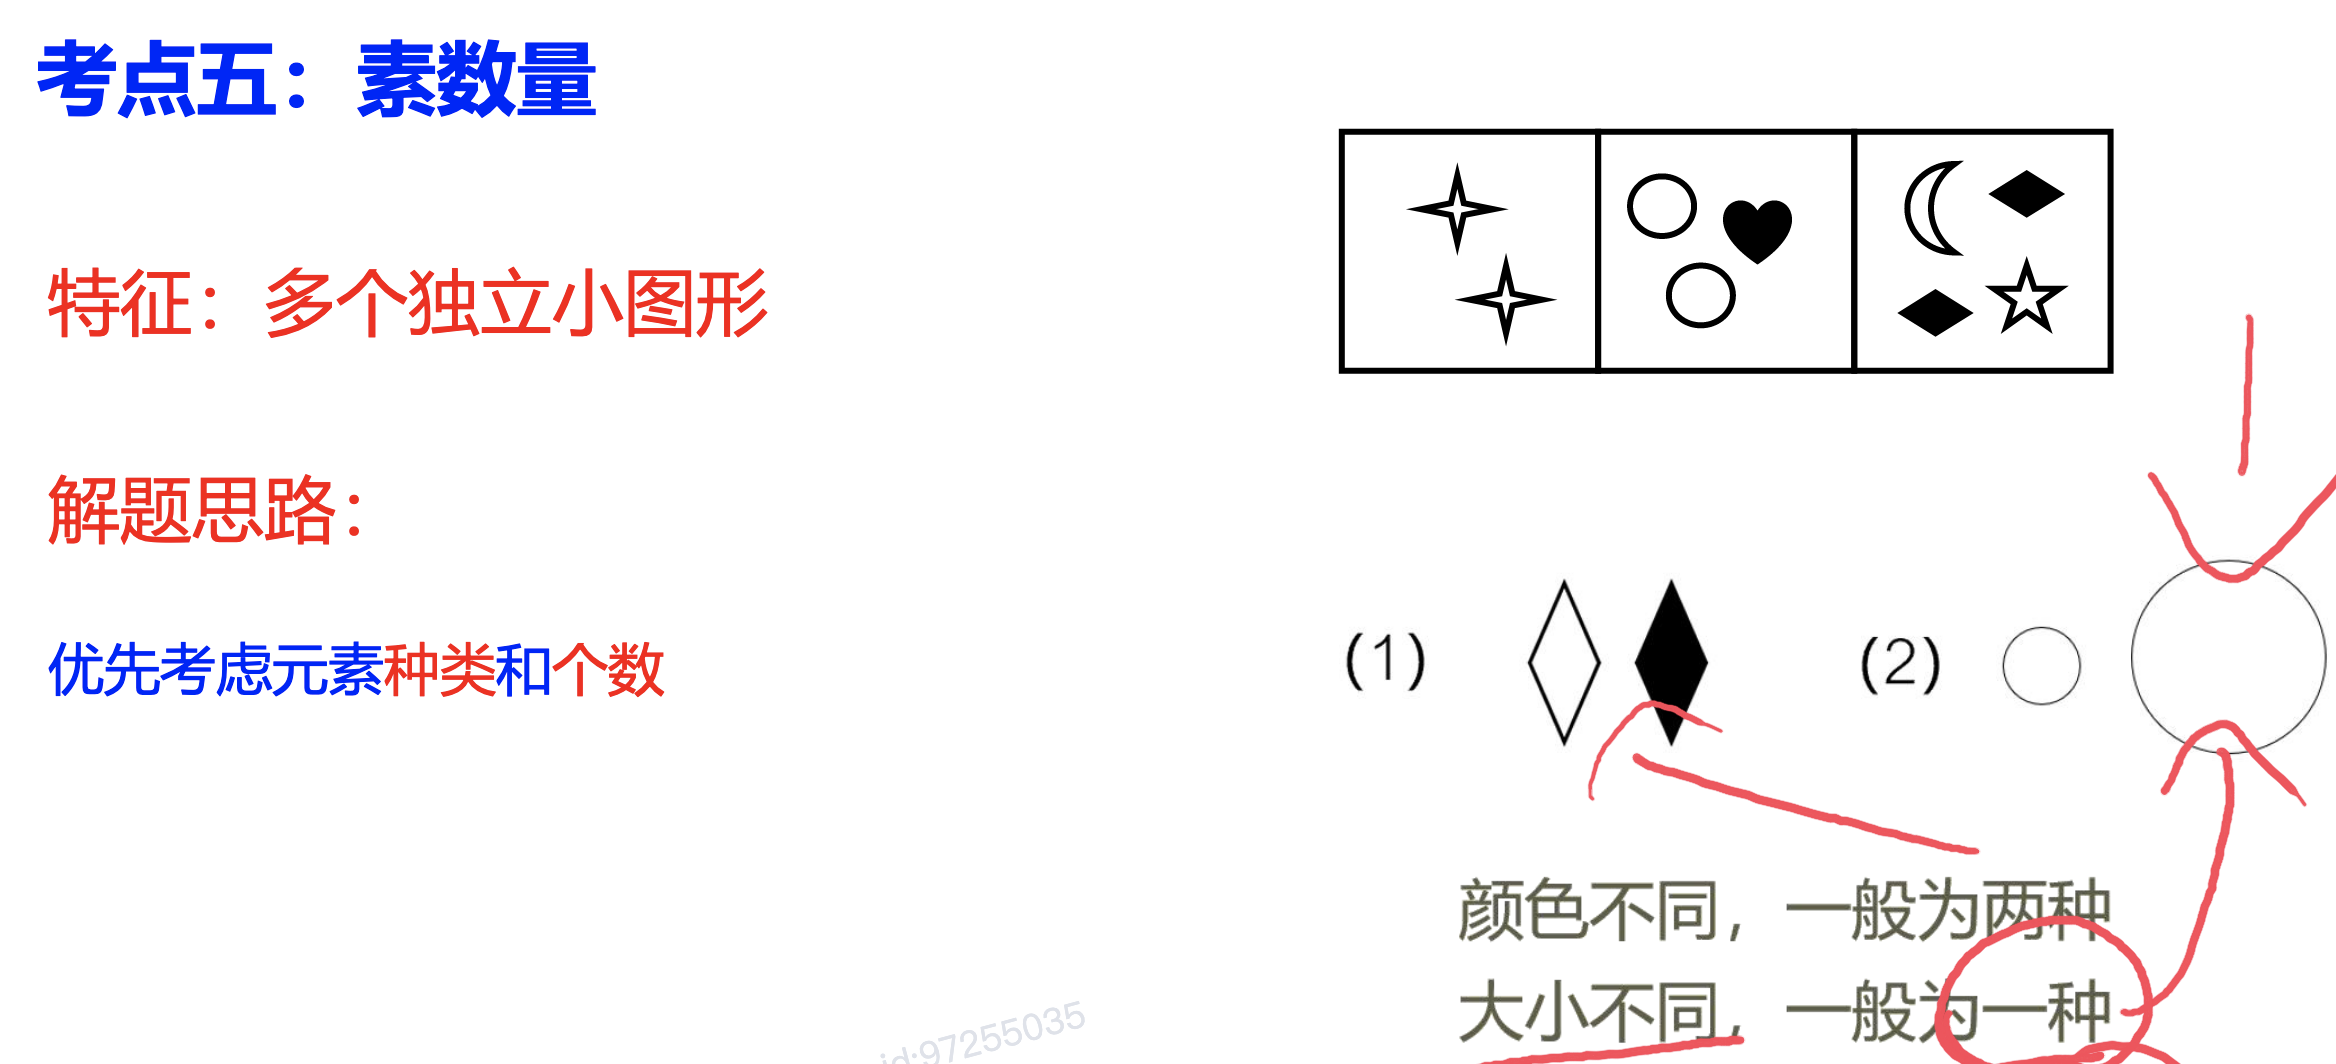 考点五：素数量
特征：多个独立小图形
解题思路：
优先考虑元素种类和个数
(1)
(2)
颜色不同，一般为两种
大小不同，一般为一种
id:97255035